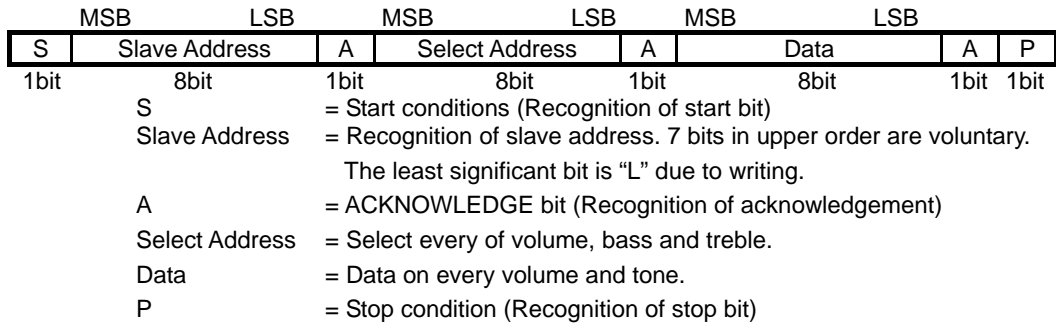 MSB LSB MSB LSB MSB LSB
S Slave Address A Select Address A Data A P
1bit 8bit 1bit 8bit 1bit 8bit 1bit 1bit
S = Start conditions (Recognition of start bit)
Slave Address = Recognition of slave address. 7 bits in upper order are voluntary.
The least significant bit is “L” due to writing.
A = ACKNOWLEDGE bit (Recognition of acknowledgement)
Select Address = Select every of volume, bass and treble.
Data = Data on every volume and tone.
P = Stop condition (Recognition of stop bit)